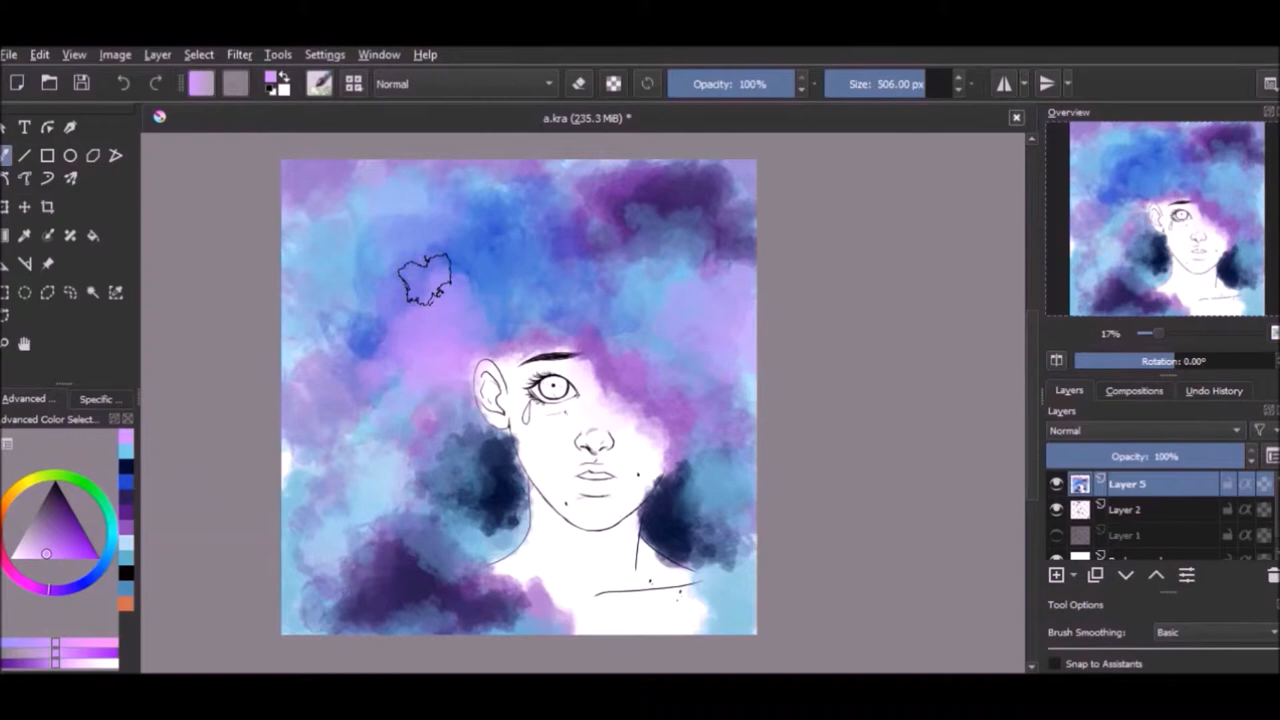 File Edit View Image Layer Select Filter Tools Settings Window Help
Normal Opacity: 100% Size: 506.00 px
a.kra (235.3 MiB) *
Overview
17%
Rotation: 0.00°
Layers Compositions Undo History
Layers
Normal
Opacity: 100%
Layer 5
Layer 2
Layer 1
Tool Options
Brush Smoothing: Basic
Snap to Assistants
Advanced ... Specific ...
Advanced Color Select...